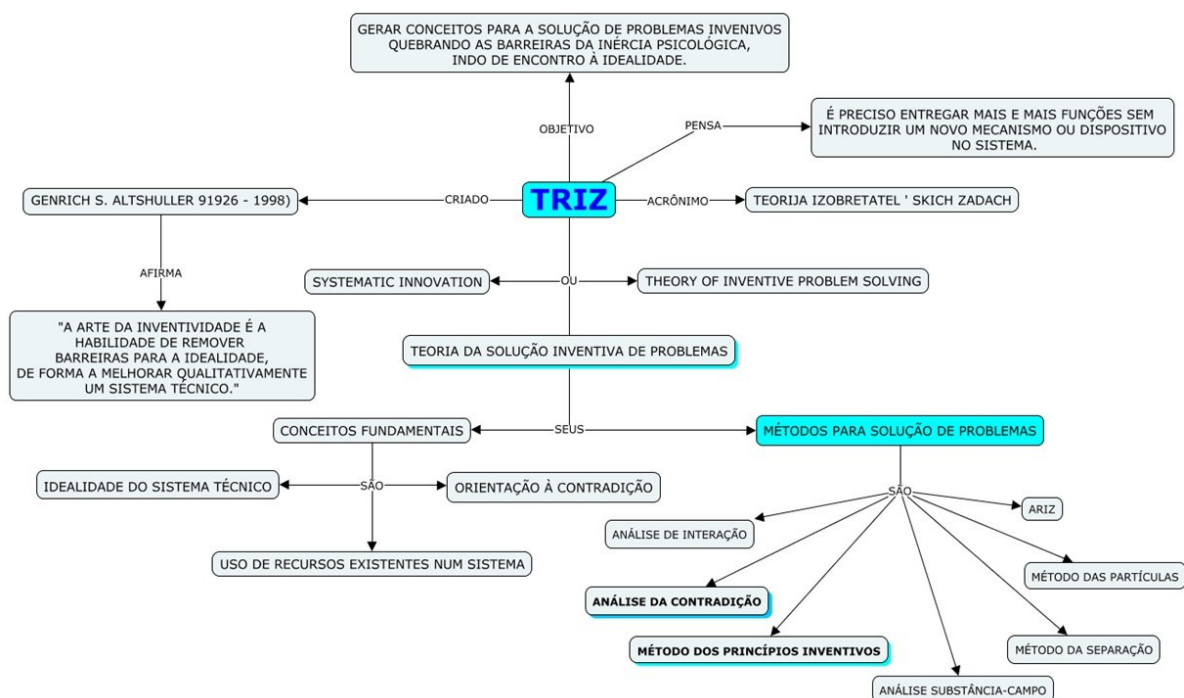 GERAR CONCEITOS PARA A SOLUÇÃO DE PROBLEMAS INVENIVOS
QUEBRANDO AS BARREIRAS DA INÉRCIA PSICOLÓGICA,
INDO DE ENCONTRO À IDEALIDADE.
OBJETIVO
PENSA
É PRECISO ENTREGAR MAIS E MAIS FUNÇÕES SEM
INTRODUZIR UM NOVO MECANISMO OU DISPOSITIVO
NO SISTEMA.
GENRICH S. ALTSHULLER 91926 - 1998)
CRIADO
TRIZ
ACRÔNIMO
TEORIJA IZOBRETATEL ' SKICH ZADACH
AFIRMA
SYSTEMATIC INNOVATION
OU
THEORY OF INVENTIVE PROBLEM SOLVING
"A ARTE DA INVENTIVIDADE É A
HABILIDADE DE REMOVER
BARREIRAS PARA A IDEALIDADE,
DE FORMA A MELHORAR QUALITATIVAMENTE
UM SISTEMA TÉCNICO."
TEORIA DA SOLUÇÃO INVENTIVA DE PROBLEMAS
CONCEITOS FUNDAMENTAIS
SEUS
MÉTODOS PARA SOLUÇÃO DE PROBLEMAS
IDEALIDADE DO SISTEMA TÉCNICO
SÃO
ORIENTAÇÃO À CONTRADIÇÃO
USO DE RECURSOS EXISTENTES NUM SISTEMA
SÃO
ARIZ
ANÁLISE DE INTERAÇÃO
MÉTODO DAS PARTÍCULAS
ANÁLISE DA CONTRADIÇÃO
MÉTODO DOS PRINCÍPIOS INVENTIVOS
MÉTODO DA SEPARAÇÃO
ANÁLISE SUBSTÂNCIA-CAMPO